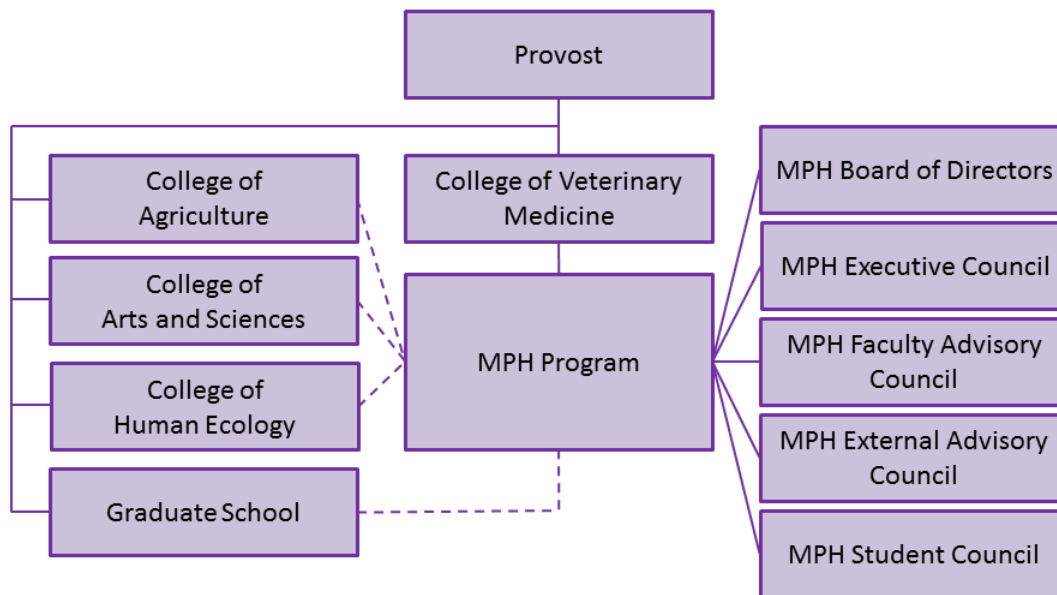 Provost
College of
Agriculture
College of Veterinary
Medicine
MPH Board of Directors
College of
Arts and Sciences
MPH Program
MPH Executive Council
MPH Faculty Advisory
Council
College of
Human Ecology
MPH External Advisory
Council
Graduate School
MPH Student Council